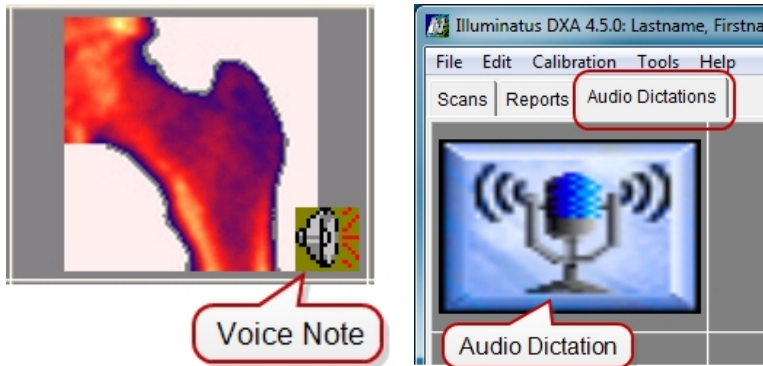 Voice Note
Illuminatus DXA 4.5.0: Lastname, Firstna
File Edit Calibration Tools Help
Scans Reports Audio Dictations
Audio Dictation